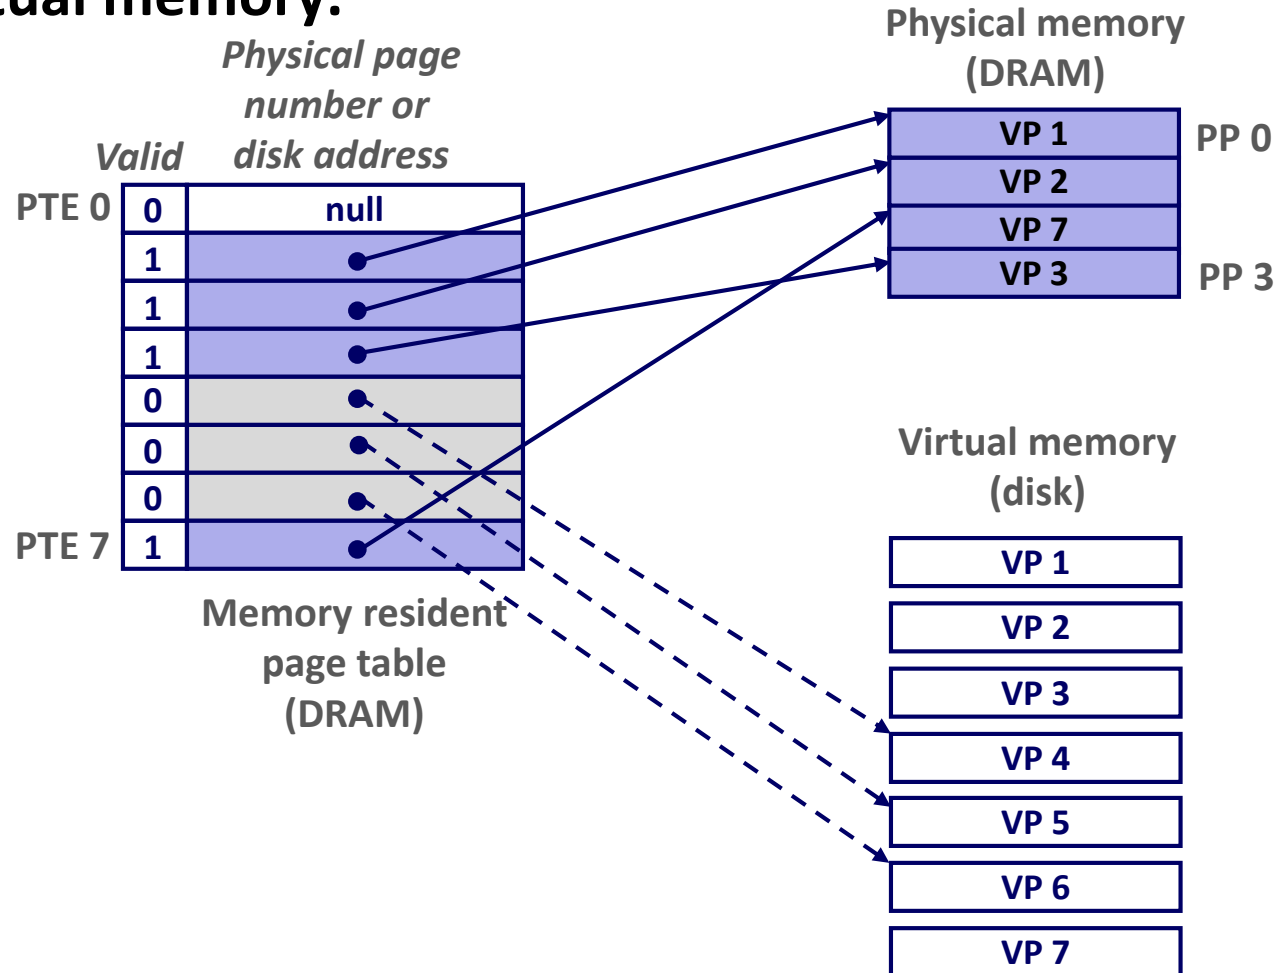 tual memory.
Physical page
number or
disk address
Valid
PTE 0
0
null
1
1
1
0
0
0
PTE 7
1
Memory resident
page table
(DRAM)
Physical memory
(DRAM)
VP 1
PP 0
VP 2
VP 7
VP 3
PP 3
Virtual memory
(disk)
VP 1
VP 2
VP 3
VP 4
VP 5
VP 6
VP 7